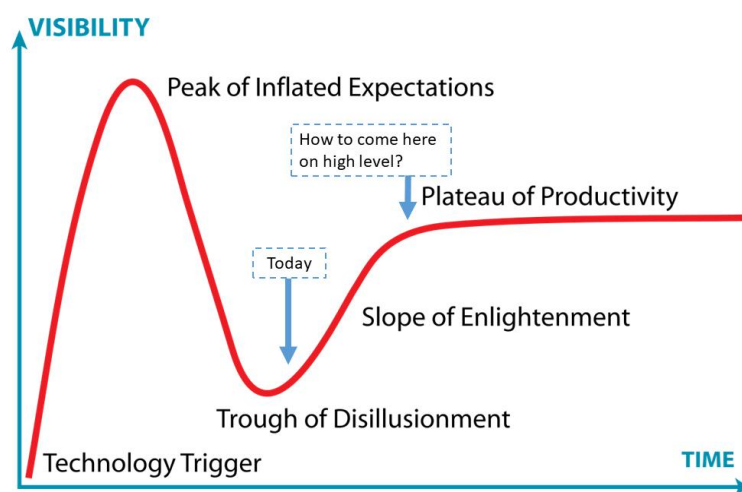 VISIBILITY
Peak of Inflated Expectations
How to come here
on high level?
Plateau of Productivity
Today
Slope of Enlightenment
Trough of Disillusionment
Technology Trigger
TIME